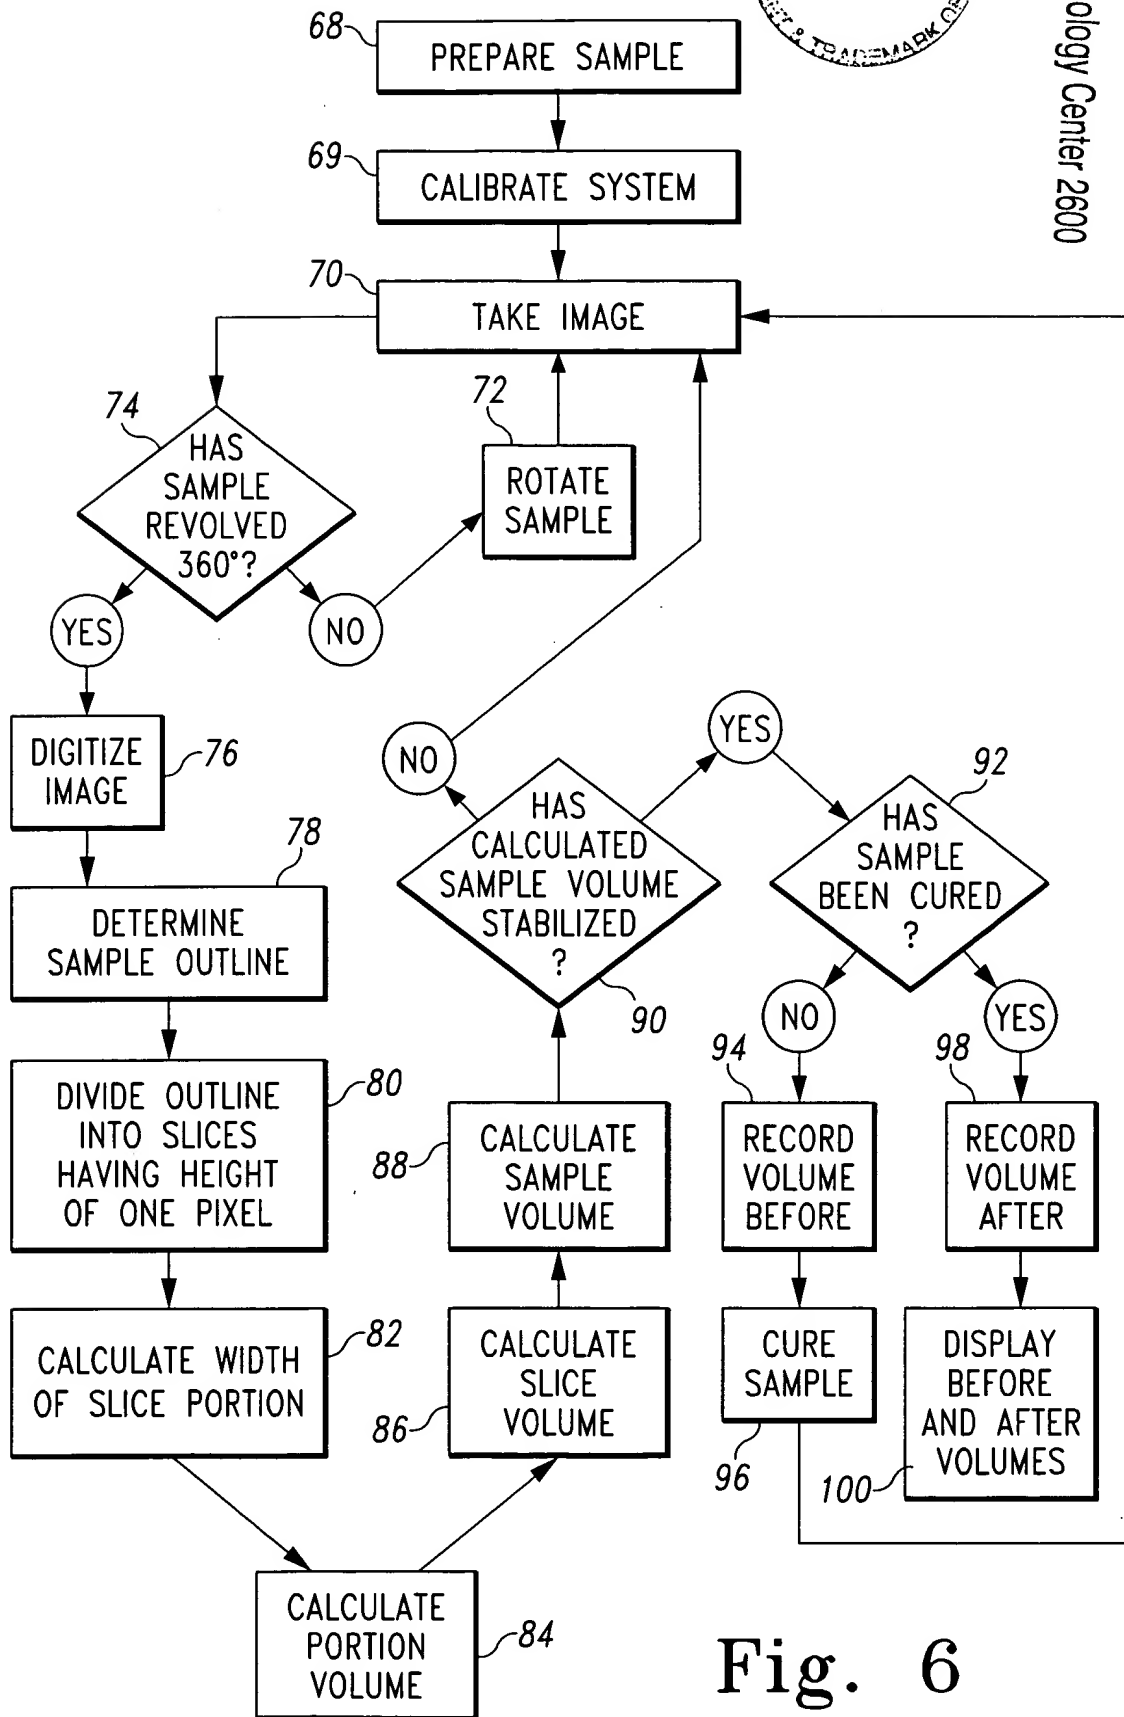 68
PREPARE SAMPLE
& TRADEMARK
ology Center 2600
69
CALIBRATE SYSTEM
70
TAKE IMAGE
72
ROTATE
SAMPLE
74
HAS
SAMPLE
REVOLVED
360°?
YES
NO
DIGITIZE
IMAGE
76
78
DETERMINE
SAMPLE OUTLINE
80
DIVIDE OUTLINE
INTO SLICES
HAVING HEIGHT
OF ONE PIXEL
82
CALCULATE WIDTH
OF SLICE PORTION
CALCULATE
PORTION
VOLUME
84
CALCULATE
SLICE
VOLUME
86
CALCULATE
SAMPLE
VOLUME
88
HAS
CALCULATED
SAMPLE VOLUME
STABILIZED
?
90
NO
YES
92
HAS
SAMPLE
BEEN CURED
?
NO
YES
94
RECORD
VOLUME
BEFORE
CURE
SAMPLE
96
98
RECORD
VOLUME
AFTER
DISPLAY
BEFORE
AND AFTER
VOLUMES
100
Fig. 6